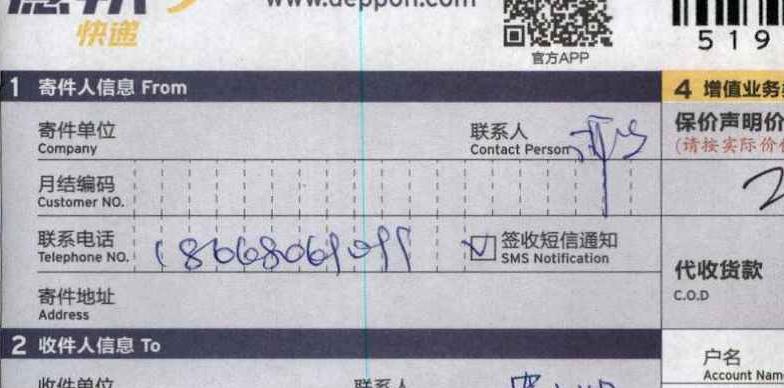 www.deppon.com
快递
官方APP
519
1 寄件人信息 From
4 增值业务
寄件单位
Company
联系人
Contact Person
保价声明价
(请按实际价
月结编码
Customer NO.
联系电话
Telephone NO.
签收短信通知
SMS Notification
代收货款
C.O.D
寄件地址
Address
2 收件人信息 To
户名
Account Nam
收件单位
联系人